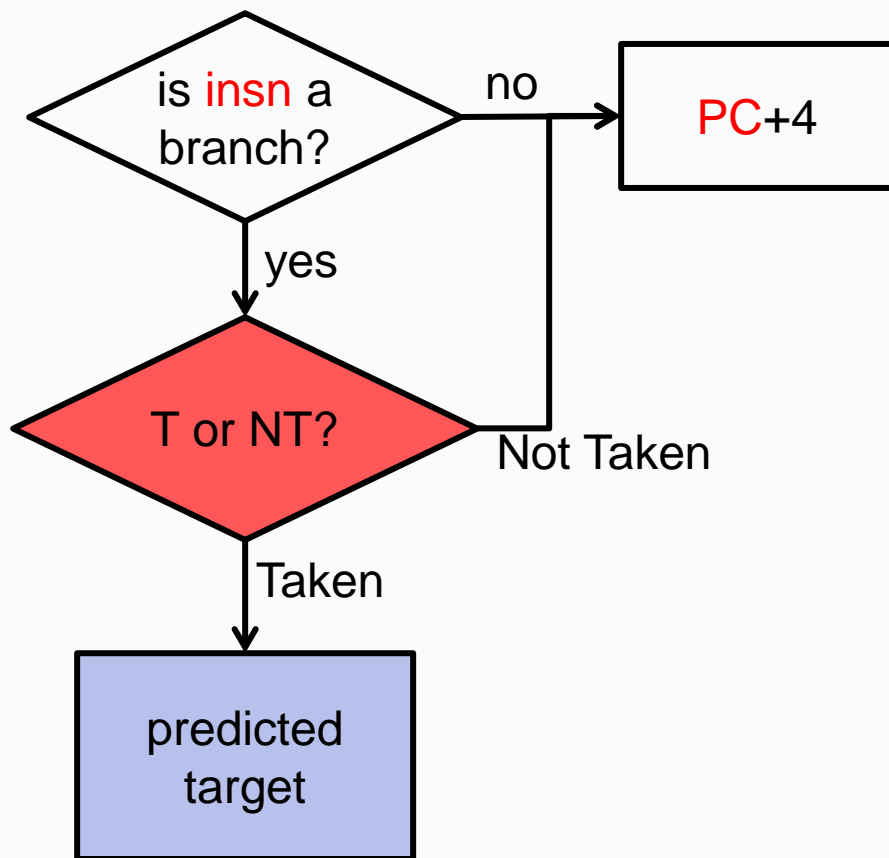 is insn a
branch?
no
PC+4
yes
T or NT?
Not Taken
Taken
predicted
target